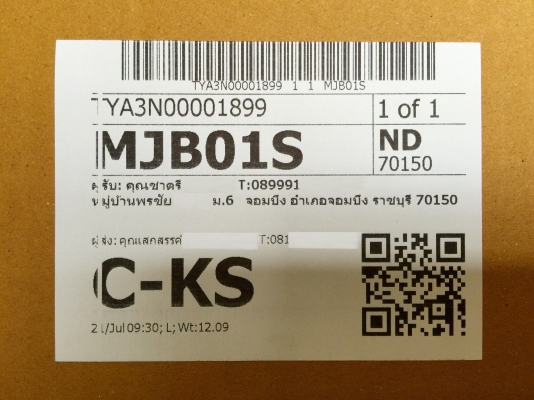 TYA3N00001899 1 1 MJB01S
TYA3N00001899 1 of 1
MJB01S ND
70150
ผู้รับ: คุณชาตรี T:089991
หมู่บ้านพรชัย ม.6 จอมบึง อำเภอจอมบึง ราชบุรี 70150
ผู้ส่ง: คุณแสกสรรค์ T:081
C-KS
21/Jul 09:30; L; Wt:12.09